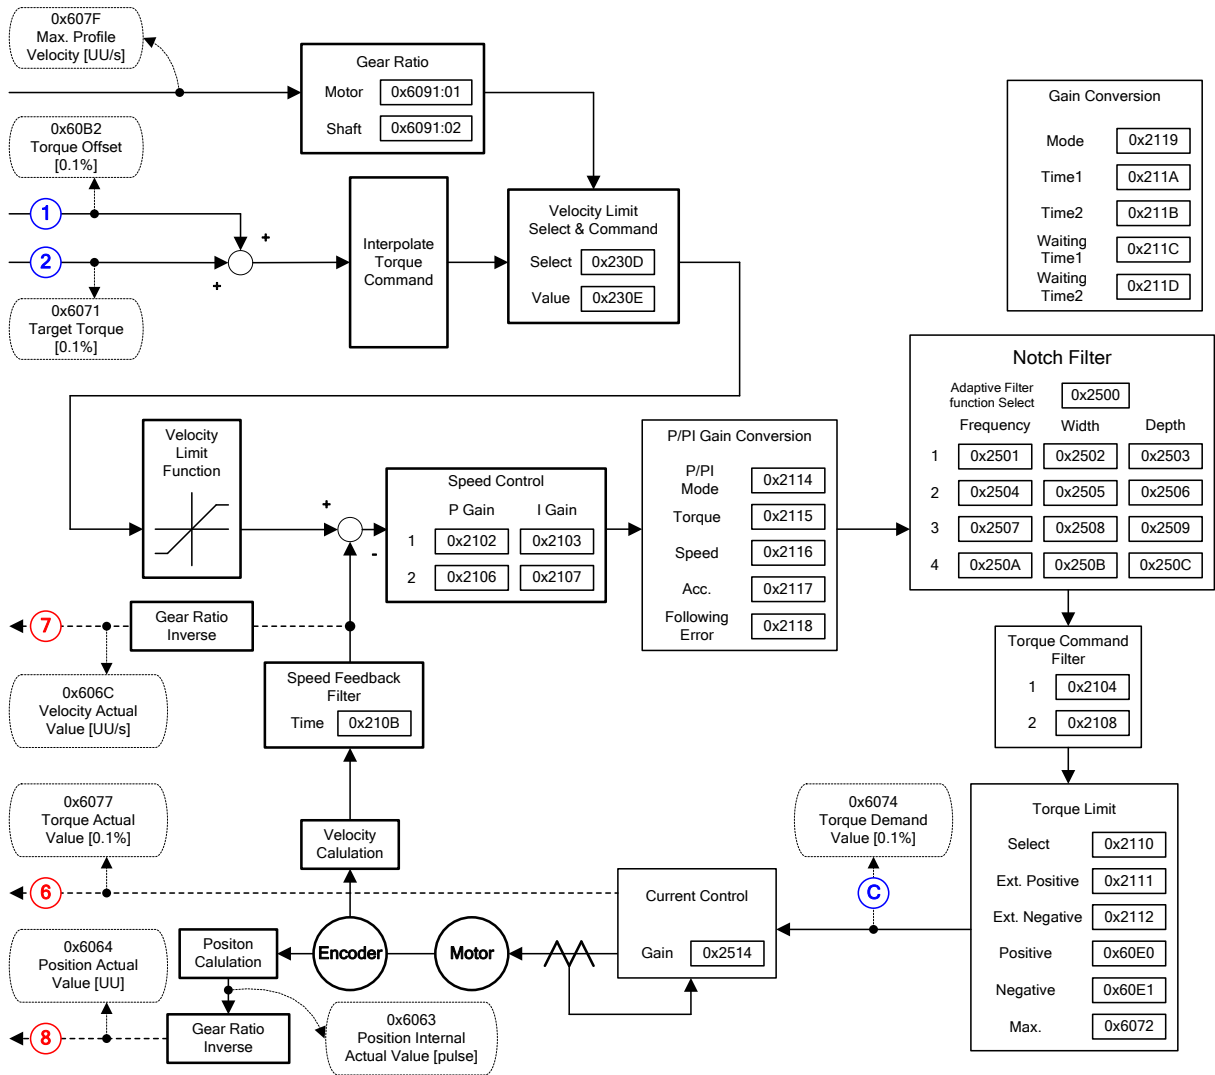 0x607F
Max. Profile
Velocity [UU/s]
Gear Ratio
Motor 0x6091:01
Shaft 0x6091:02
Gain Conversion
Mode 0x2119
Time1 0x211A
Time2 0x211B
Waiting
Time1 0x211C
Waiting
Time2 0x211D
0x60B2
Torque Offset
[0.1%]
1
+
2
+
0x6071
Target Torque
[0.1%]
Interpolate
Torque
Command
Velocity Limit
Select & Command
Select 0x230D
Value 0x230E
Notch Filter
Adaptive Filter
function Select 0x2500
Frequency Width Depth
1 0x2501 0x2502 0x2503
2 0x2504 0x2505 0x2506
3 0x2507 0x2508 0x2509
4 0x250A 0x250B 0x250C
Velocity
Limit
Function
+
-
Speed Control
P Gain I Gain
1 0x2102 0x2103
2 0x2106 0x2107
P/PI Gain Conversion
P/PI
Mode 0x2114
Torque 0x2115
Speed 0x2116
Acc. 0x2117
Following
Error 0x2118
7
Gear Ratio
Inverse
0x606C
Velocity Actual
Value [UU/s]
Speed Feedback
Filter
Time 0x210B
Torque Command
Filter
1 0x2104
2 0x2108
0x6077
Torque Actual
Value [0.1%]
Velocity
Calulation
0x6074
Torque Demand
Value [0.1%]
Torque Limit
Select 0x2110
Ext. Positive 0x2111
Ext. Negative 0x2112
Positive 0x60E0
Negative 0x60E1
Max. 0x6072
6
C
Current Control
Gain 0x2514
0x6064
Position Actual
Value [UU]
Positon
Calculation
Encoder
Motor
8
Gear Ratio
Inverse
0x6063
Position Internal
Actual Value [pulse]